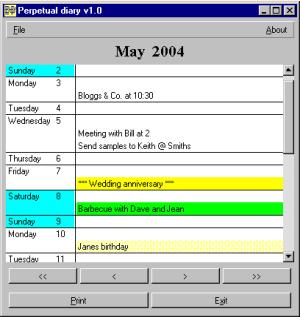 Perpetual diary v1.0
File About
May 2004
Sunday 2
Monday 3
Bloggs & Co. at 10:30
Tuesday 4
Wednesday 5
Meeting with Bill at 2
Send samples to Keith @ Smiths
Thursday 6
Friday 7
*** Wedding anniversary ***
Saturday 8
Barbecue with Dave and Jean
Sunday 9
Monday 10
Janes birthday
Tuesday 11
<< < > >>
Print Exit